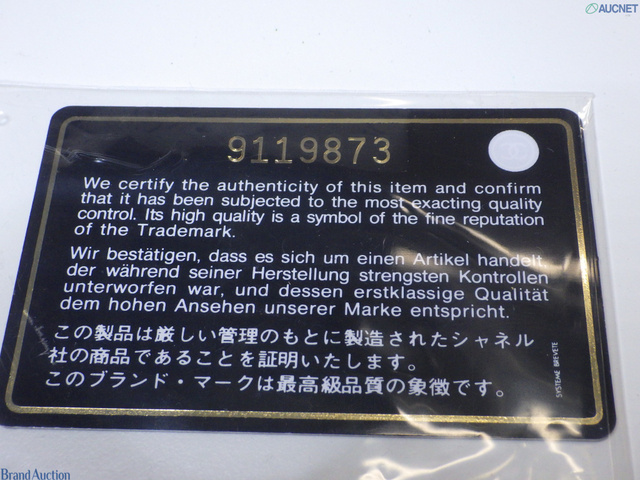 AUCNET
9119873
We certify the authenticity of this item and confirm
that it has been subjected to the most exacting quality
control. Its high quality is a symbol of the fine reputation
of the Trademark.
Wir bestätigen, dass es sich um einen Artikel handelt,
der während seiner Herstellung strengsten Kontrollen
unterworfen war, und dessen erstklassige Qualität
dem hohen Ansehen unserer Marke entspricht.
この製品は厳しい管理のもとに製造されたシャネル
社の商品であることを証明いたします。
このブランド・マークは最高級品質の象徴です。
SYSTEME BREVETE
Brand Auction